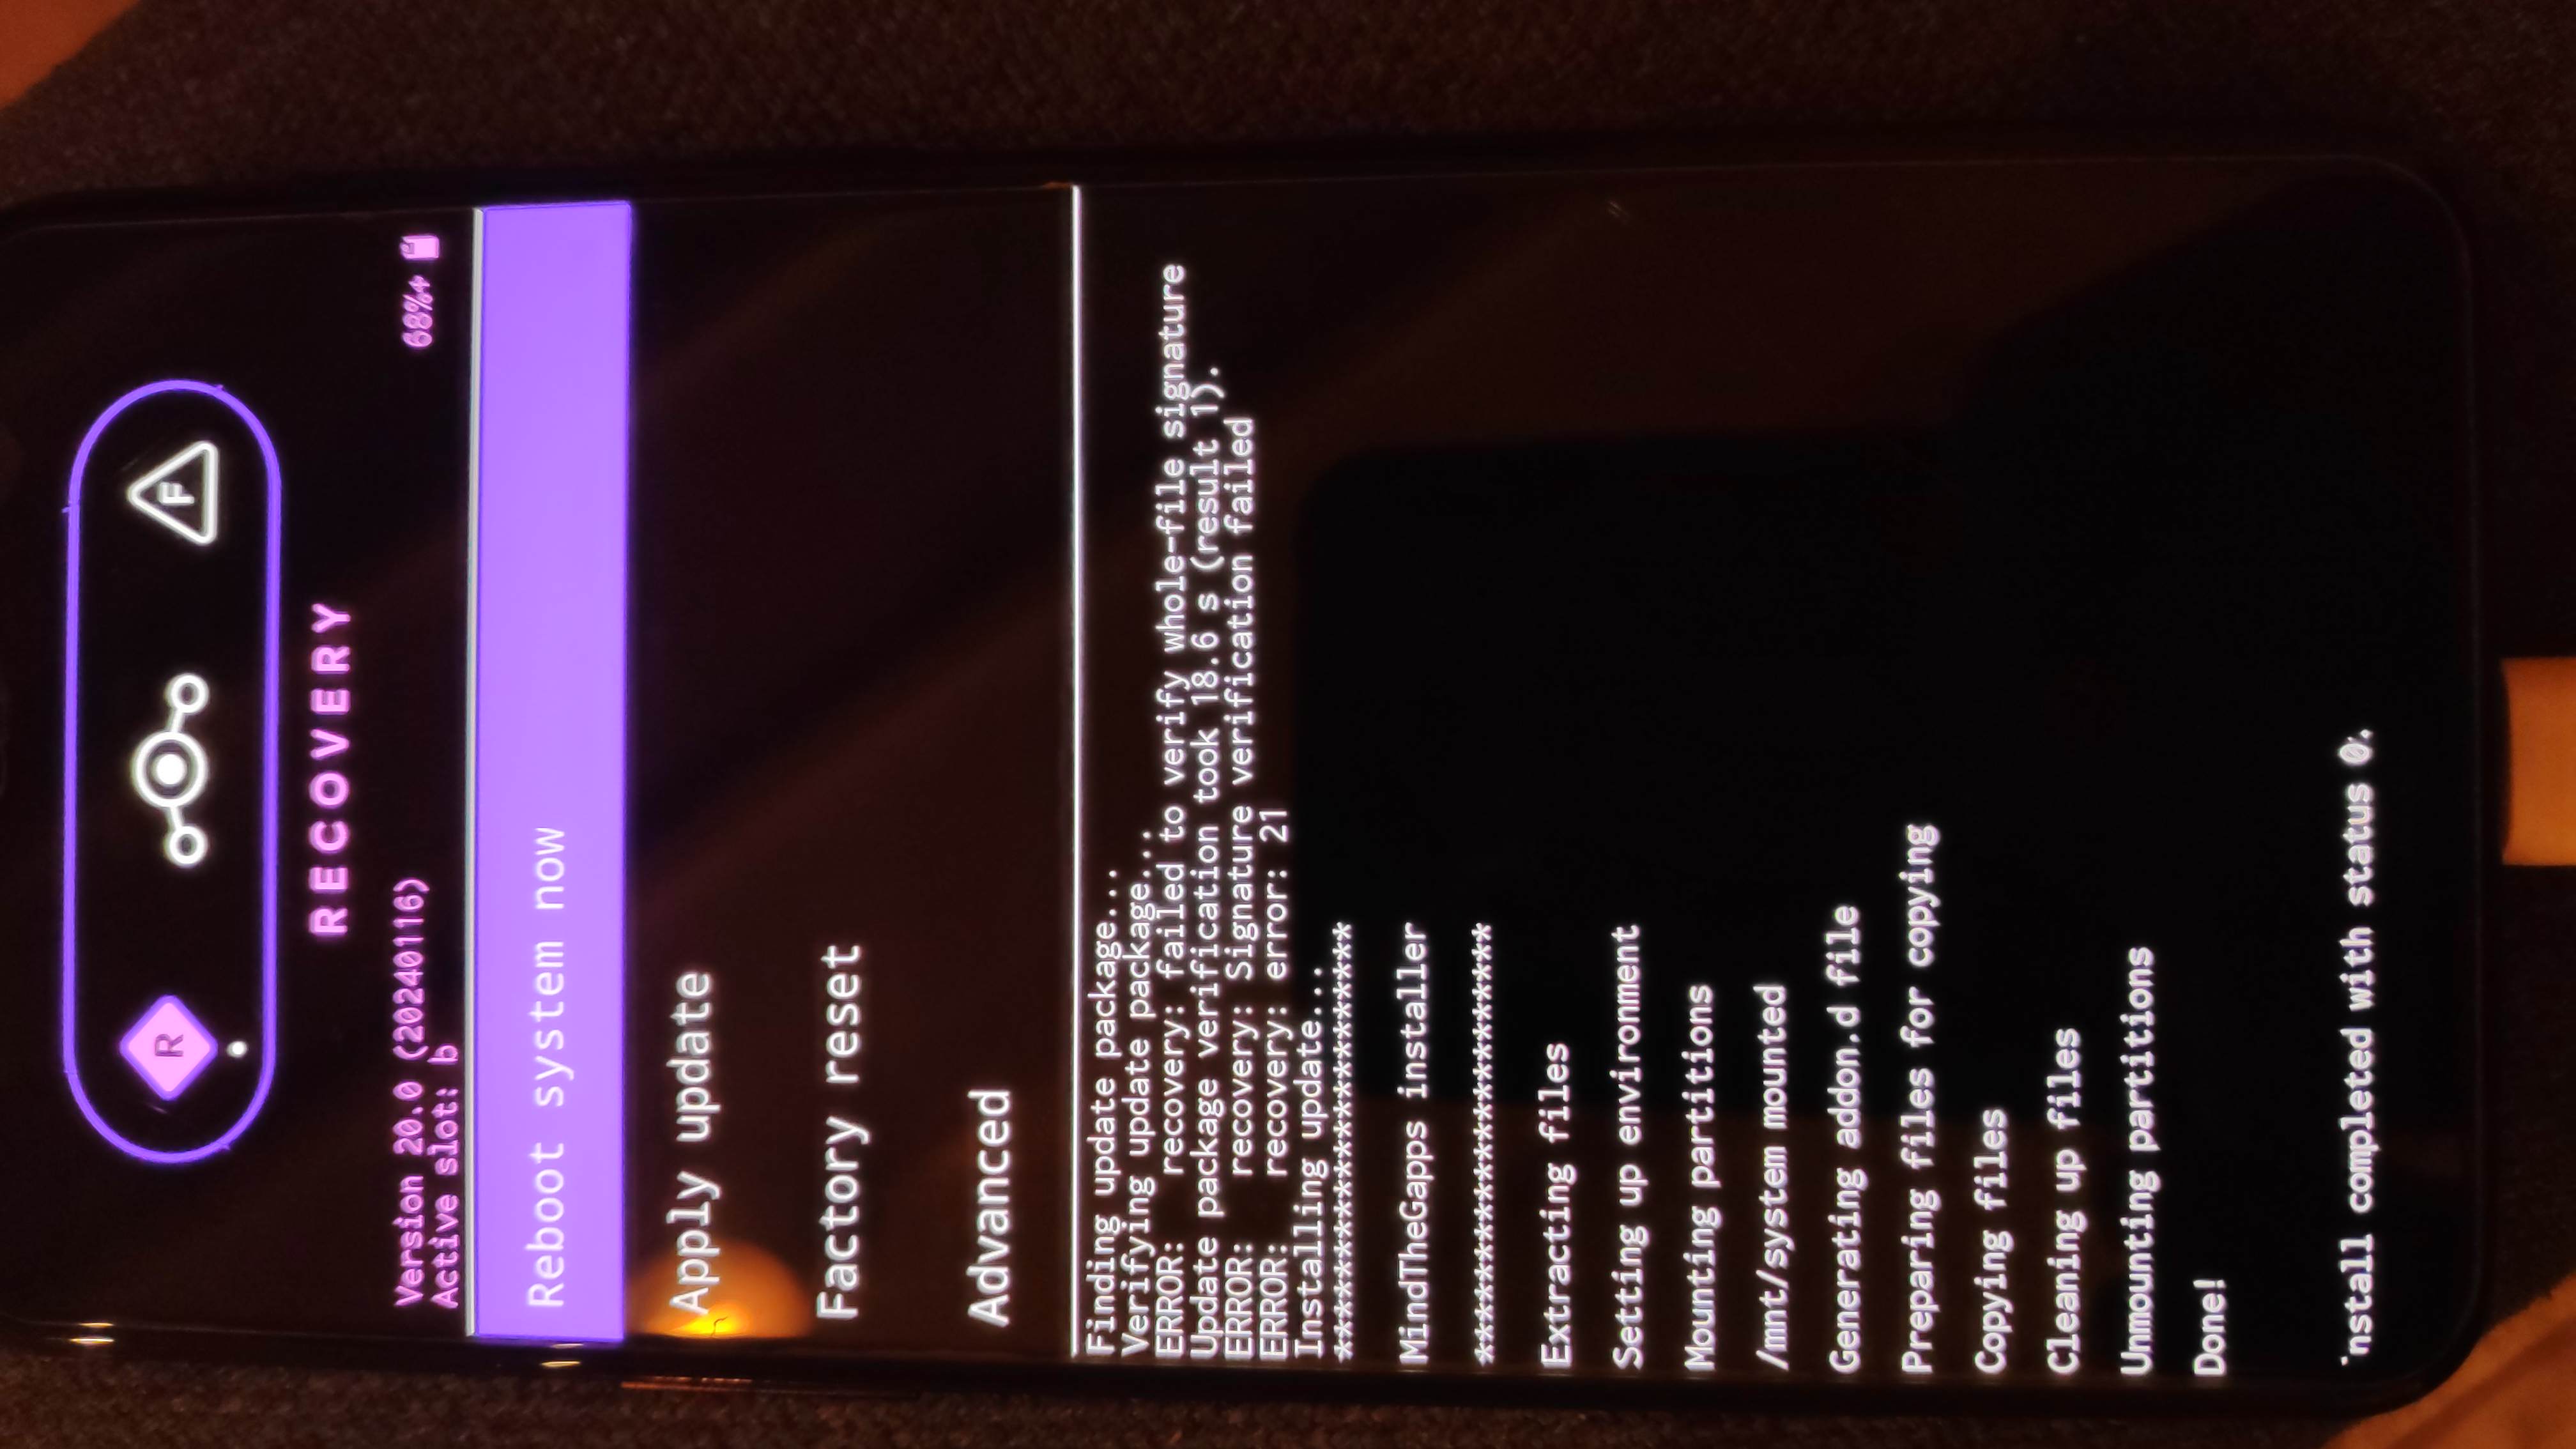 R
F
RECOVERY
Version 20.0 (20240116)
68%+
Active slot: b
Reboot system now
Apply update
Factory reset
Advanced
Finding update package...
Verifying update package...
ERROR:   recovery: failed to verify whole-file signature
Update package verification took 18.6 s (result 1).
ERROR:   recovery: Signature verification failed
ERROR:   recovery: error: 21
Installing update...
**********************
MindTheGapps installer
**********************
Extracting files
Setting up environment
Mounting partitions
/mnt/system mounted
Generating addon.d file
Preparing files for copying
Copying files
Cleaning up files
Unmounting partitions
Done!
nstall completed with status 0.